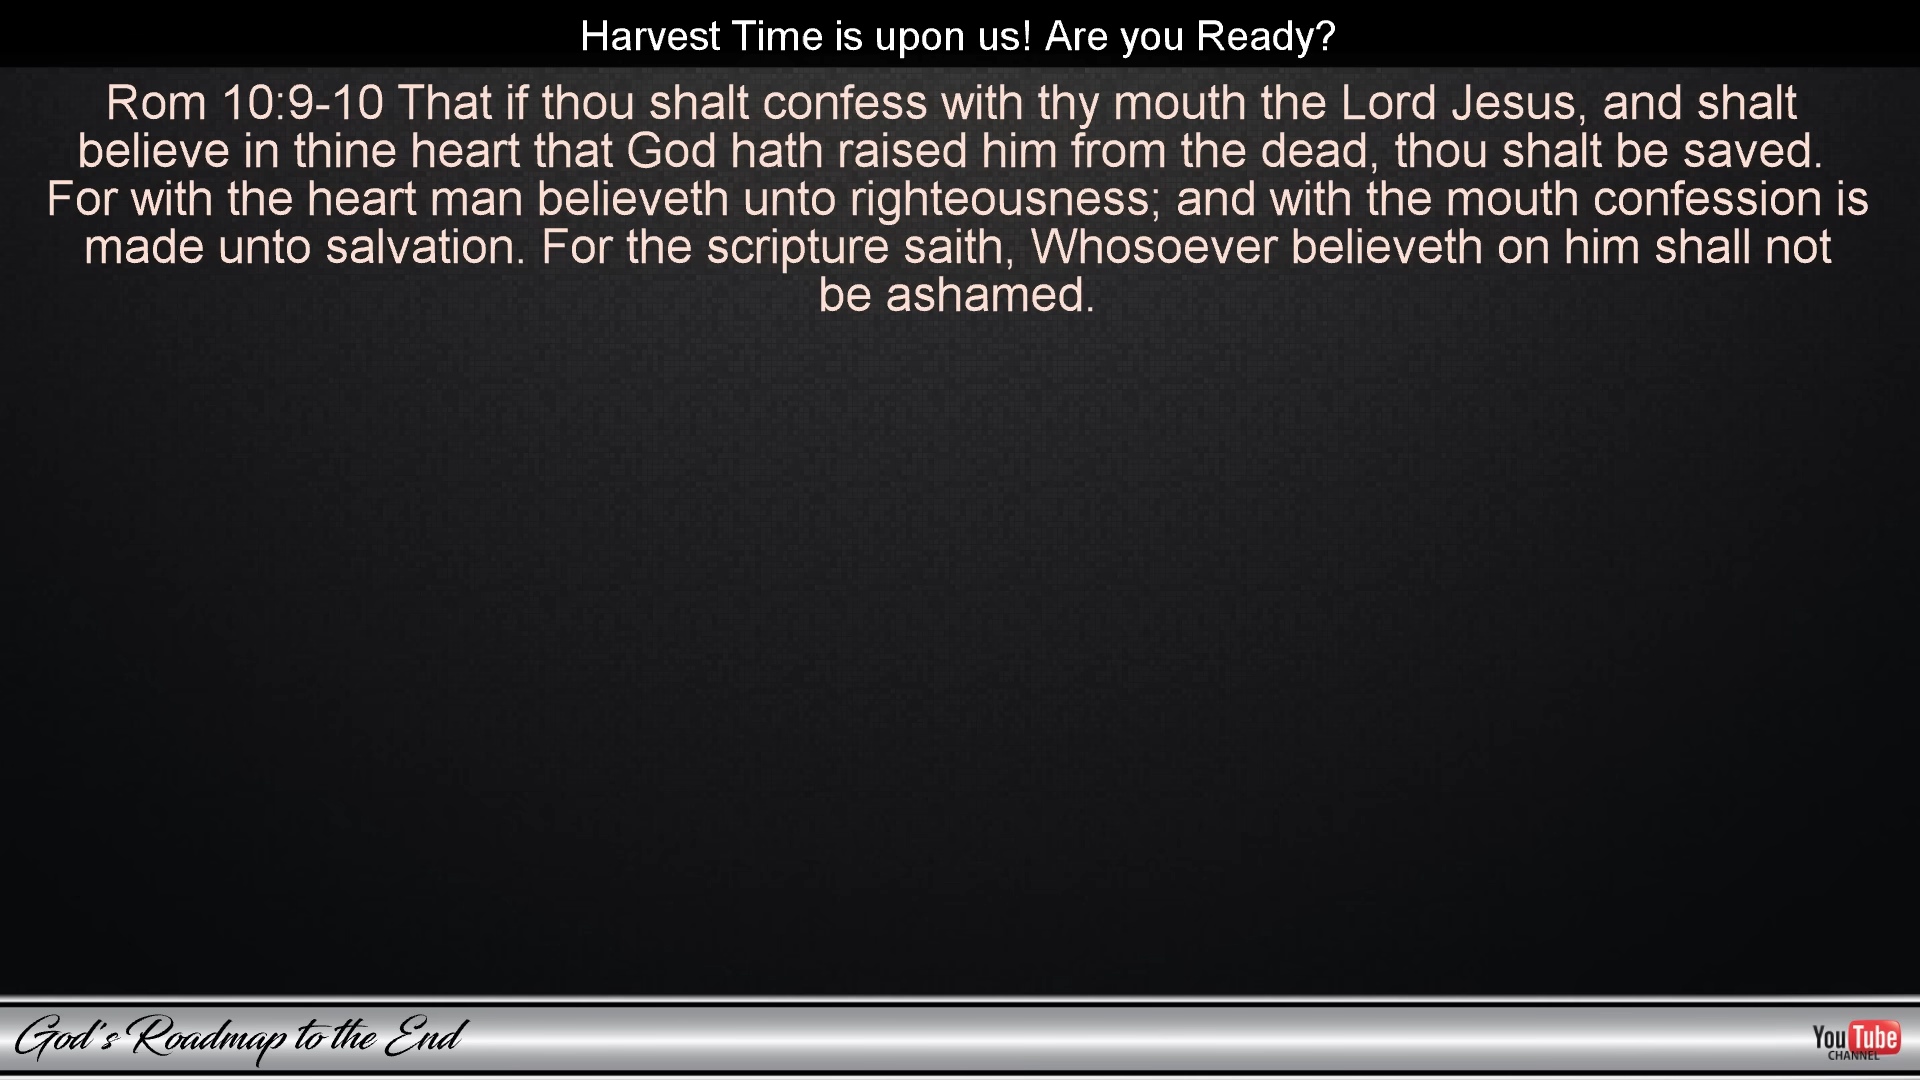 Harvest Time is upon us! Are you Ready?
Rom 10:9-10 That if thou shalt confess with thy mouth the Lord Jesus, and shalt
believe in thine heart that God hath raised him from the dead, thou shalt be saved.
For with the heart man believeth unto righteousness; and with the mouth confession is
made unto salvation. For the scripture saith, Whosoever believeth on him shall not
be ashamed.
God's Roadmap to the End
YouTube
CHANNEL